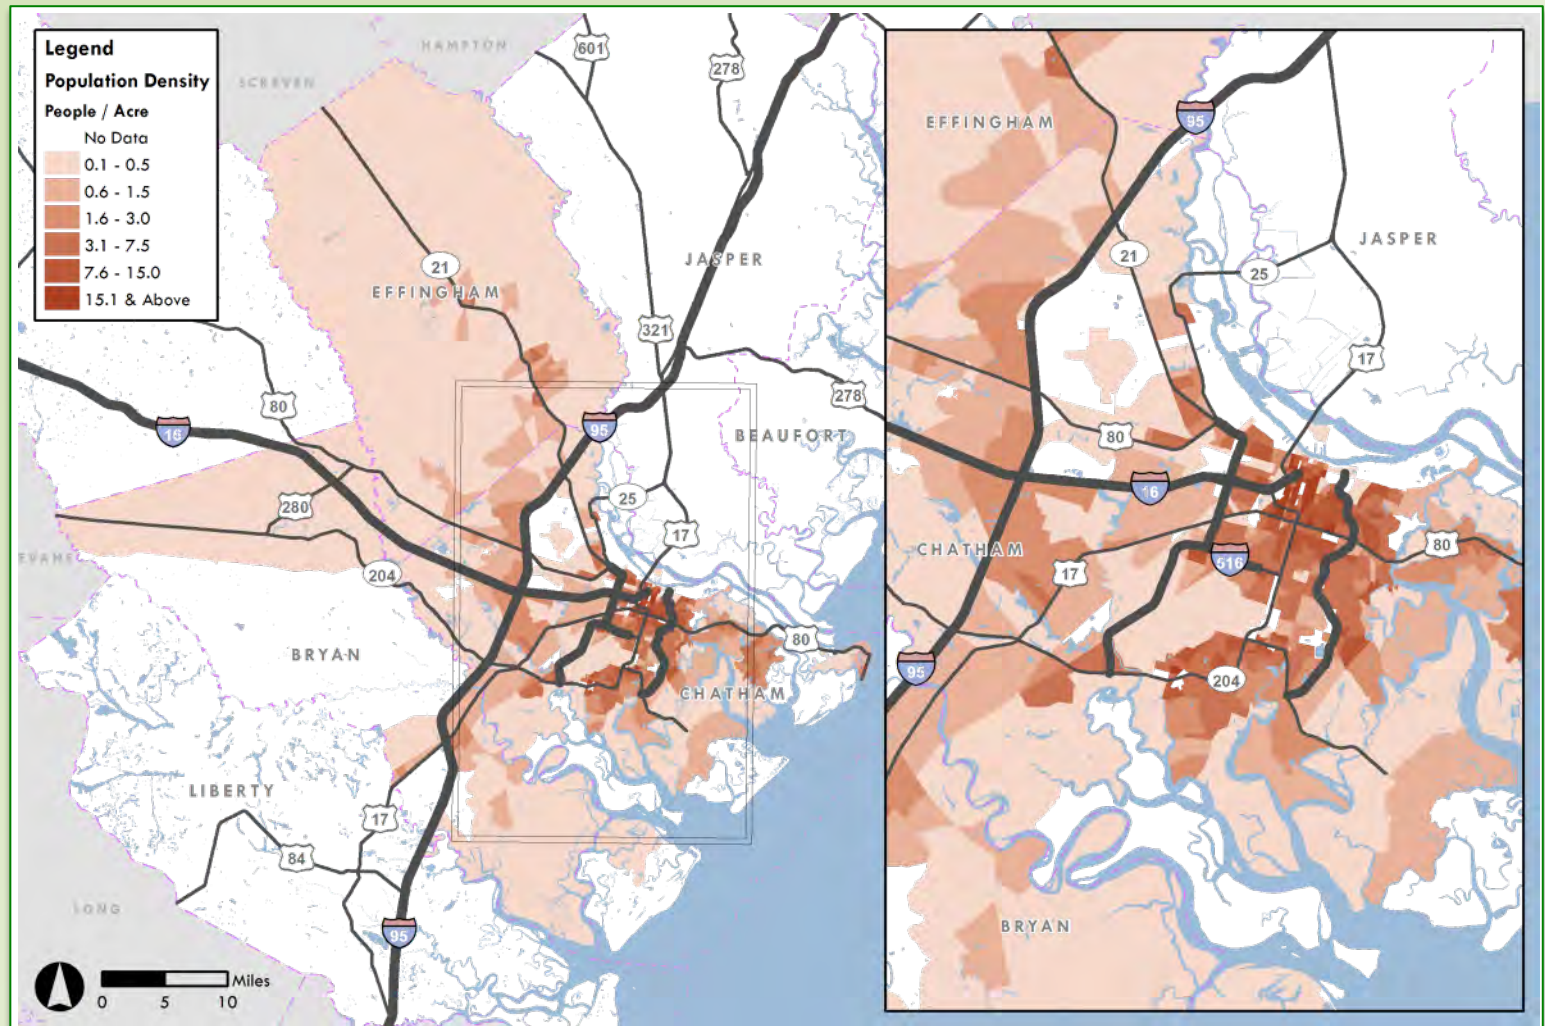 Legend
Population Density
People / Acre
No Data
0.1 - 0.5
0.6 - 1.5
1.6 - 3.0
3.1 - 7.5
7.6 - 15.0
15.1 & Above
HAMPTON
SCREVEN
601
278
21
EFFINGHAM
JASPER
321
278
80
16
95
BEAUFORT
280
25
17
EVANS
204
80
BRYAN
CHATHAM
LIBERTY
17
84
LONG
95
Miles
0 5 10
EFFINGHAM
95
21
25
JASPER
17
80
16
CHATHAM
17
516
80
95
204
BRYAN